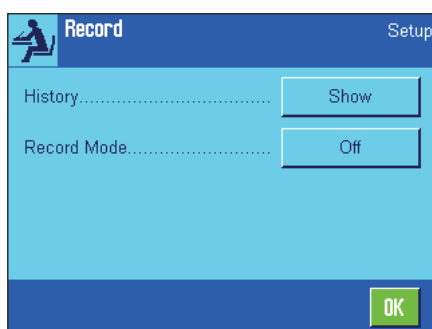 Record Setup
History.................................... Show
Record Mode........................... Off
OK